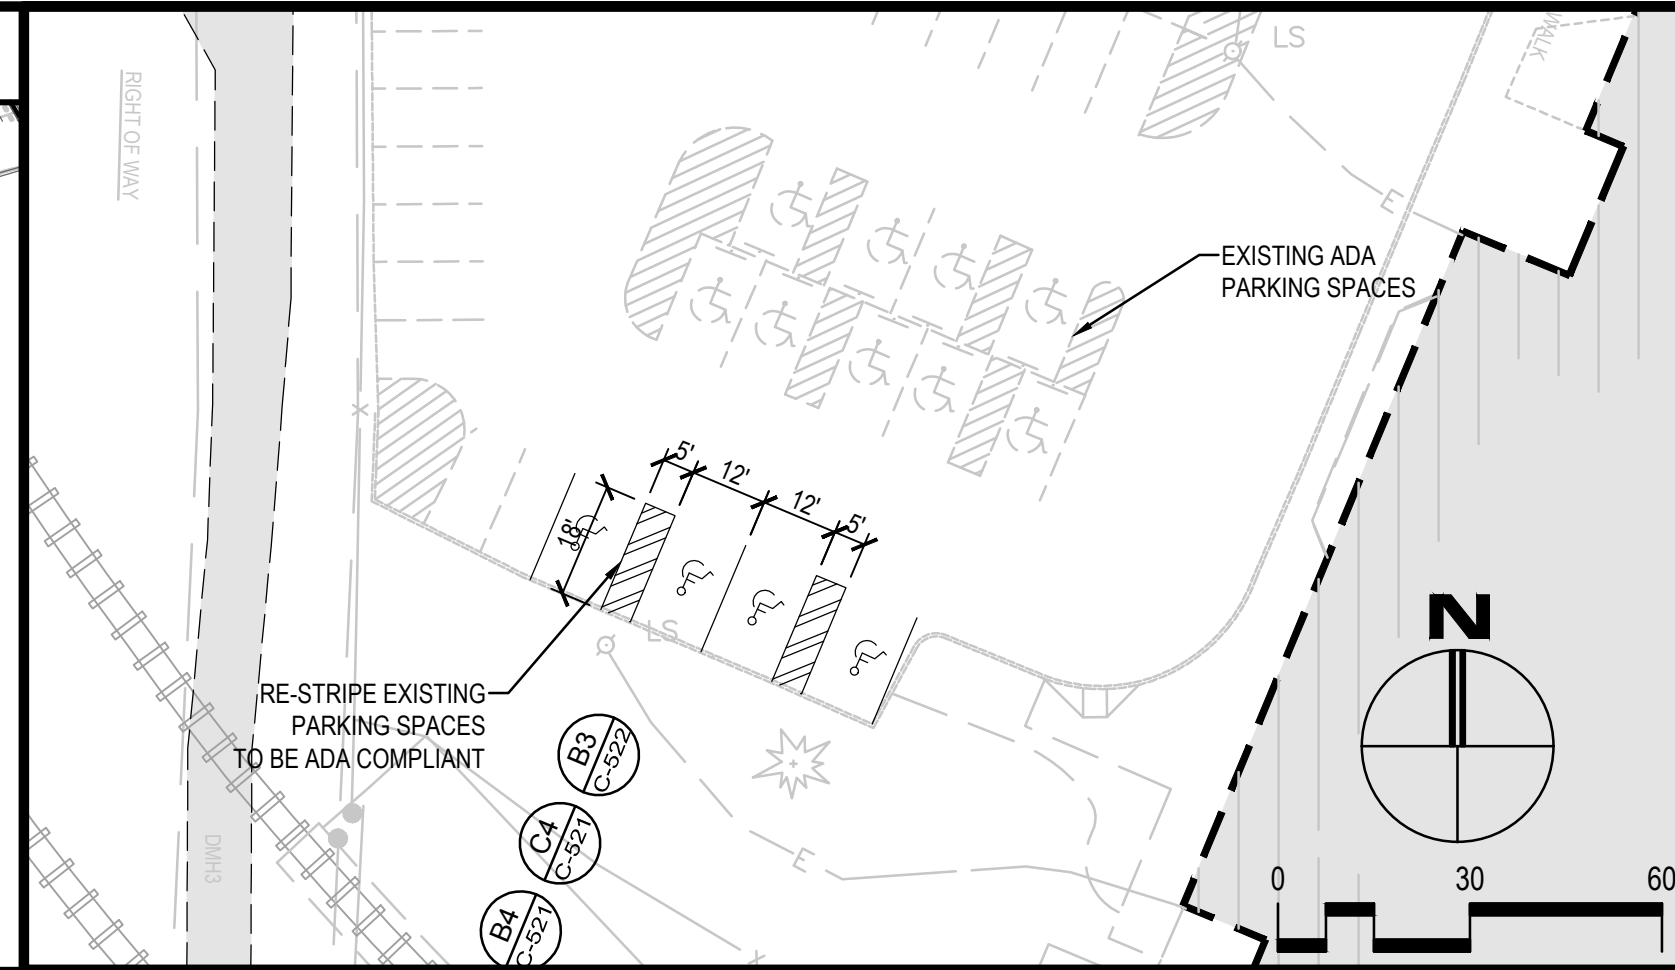 LS
WALK
RIGHT OF WAY
EXISTING ADA
PARKING SPACES
E
5'
12'
12'
5'
18'
N
LS
RE-STRIPE EXISTING
PARKING SPACES
TO BE ADA COMPLIANT
B3
C-522
C4
C-521
B4
C-521
DMH3
E
0 30 60